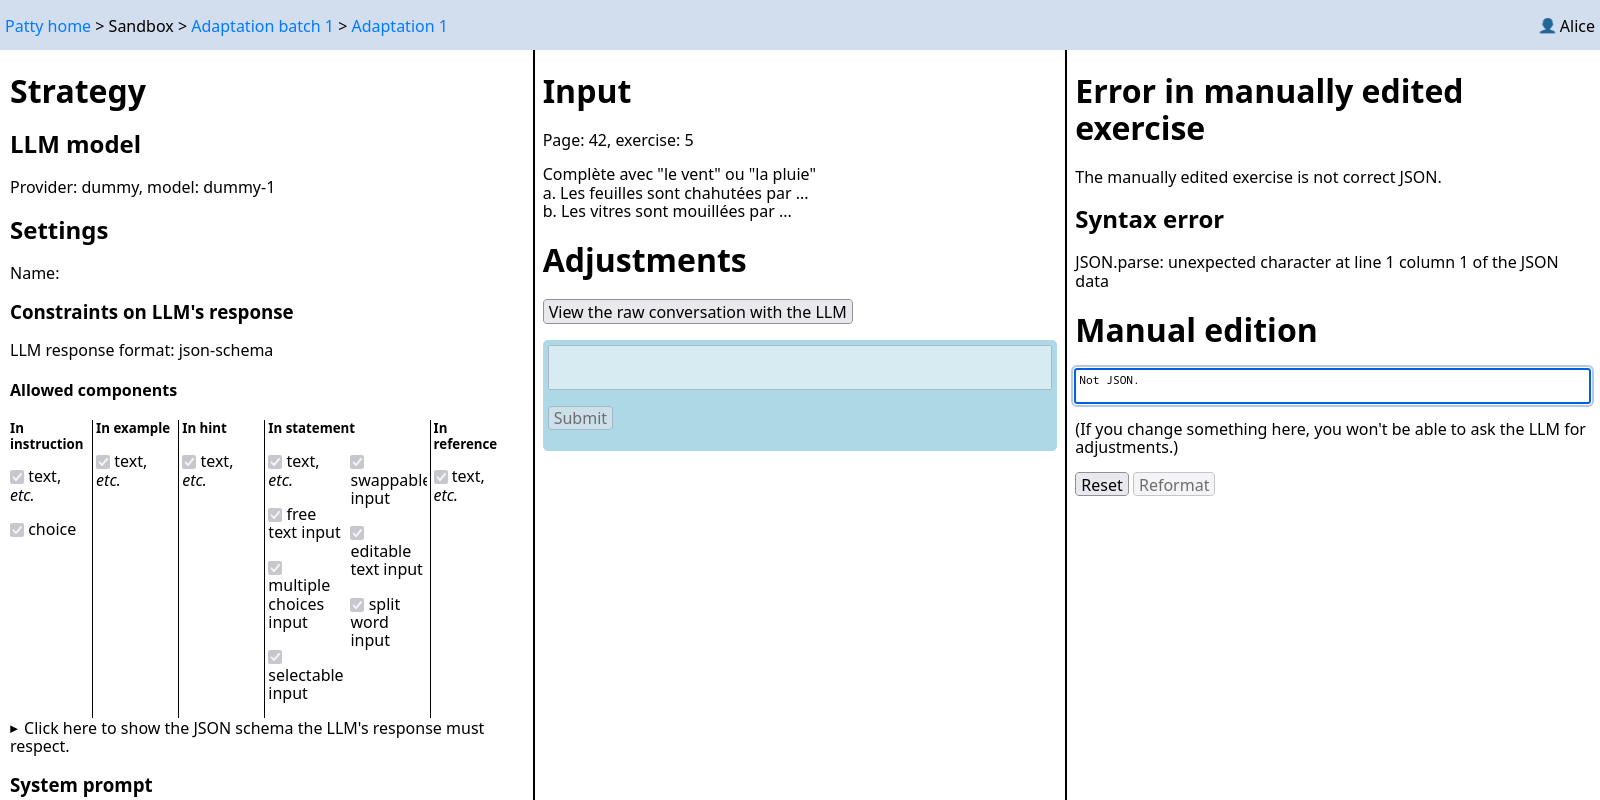 Patty home > Sandbox > Adaptation batch 1 > Adaptation 1
Alice
Strategy
LLM model
Provider: dummy, model: dummy-1
Settings
Name:
Constraints on LLM's response
LLM response format: json-schema
Allowed components
In
instruction
text,
etc.
choice
In example
text,
etc.
In hint
text,
etc.
In statement
text,
etc.
free
text input
multiple
choices
input
selectable
input
swappable
input
editable
text input
split
word
input
In
reference
text,
etc.
Click here to show the JSON schema the LLM's response must
respect.
System prompt
Input
Page: 42, exercise: 5
Complète avec "le vent" ou "la pluie"
a. Les feuilles sont chahutées par ...
b. Les vitres sont mouillées par ...
Adjustments
View the raw conversation with the LLM
Submit
Error in manually edited
exercise
The manually edited exercise is not correct JSON.
Syntax error
JSON.parse: unexpected character at line 1 column 1 of the JSON
data
Manual edition
Not JSON.
(If you change something here, you won't be able to ask the LLM for
adjustments.)
Reset Reformat